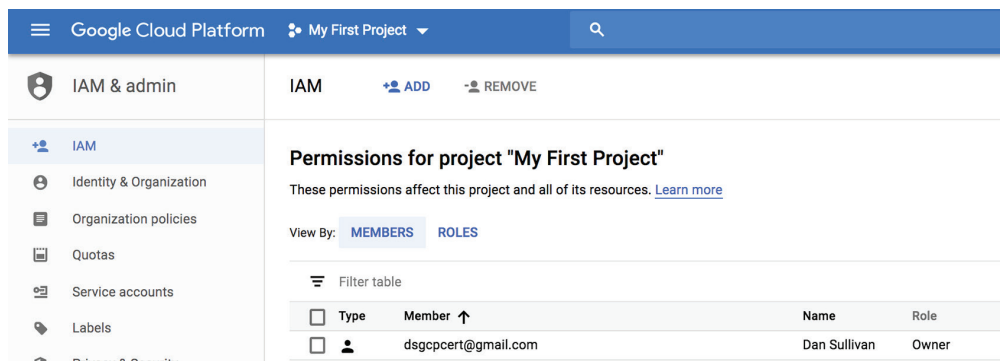 Google Cloud Platform My First Project
IAM & admin
IAM ADD REMOVE
IAM
Identity & Organization
Organization policies
Quotas
Service accounts
Labels
Permissions for project "My First Project"
These permissions affect this project and all of its resources. Learn more
View By: MEMBERS ROLES
Filter table
Type Member Name Role
dsgcpcert@gmail.com Dan Sullivan Owner